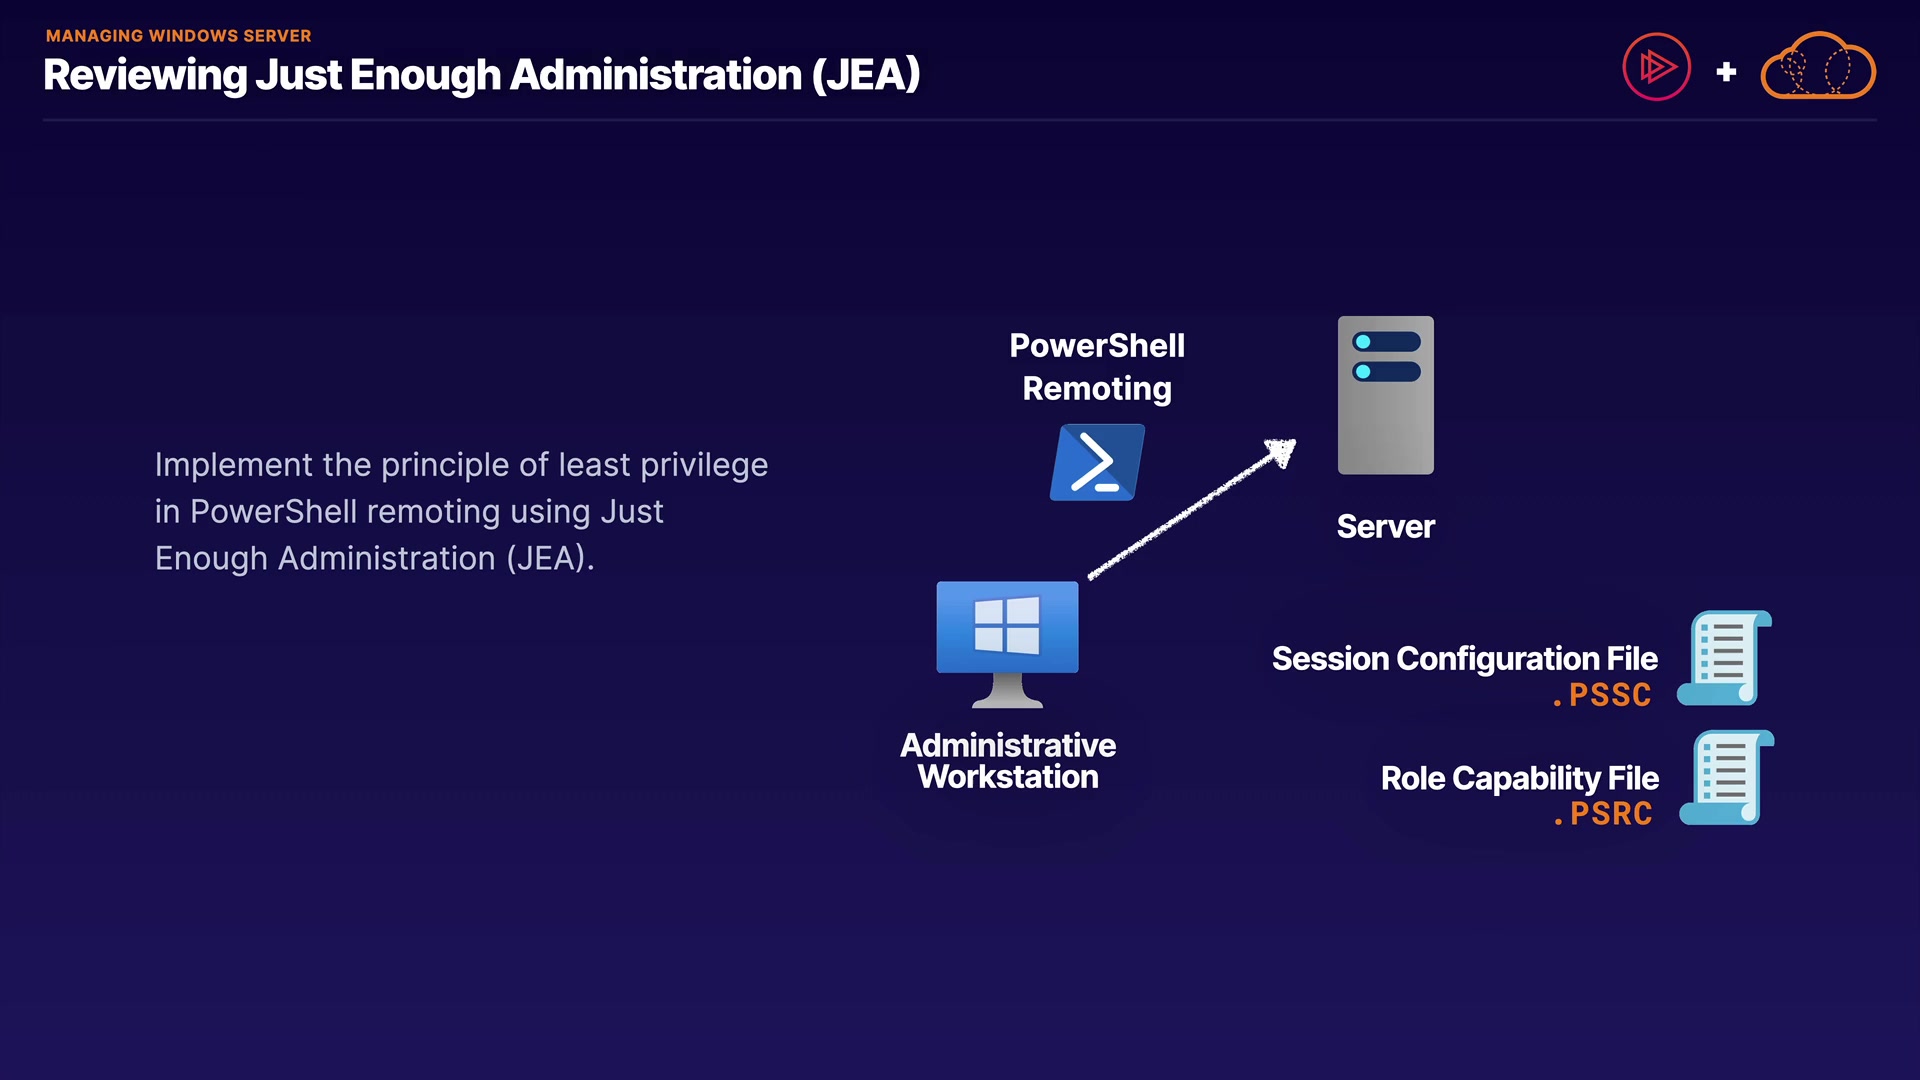 MANAGING WINDOWS SERVER
Reviewing Just Enough Administration (JEA)
Implement the principle of least privilege
in PowerShell remoting using Just
Enough Administration (JEA).
PowerShell
Remoting
Server
Administrative
Workstation
Session Configuration File
.PSSC
Role Capability File
.PSRC